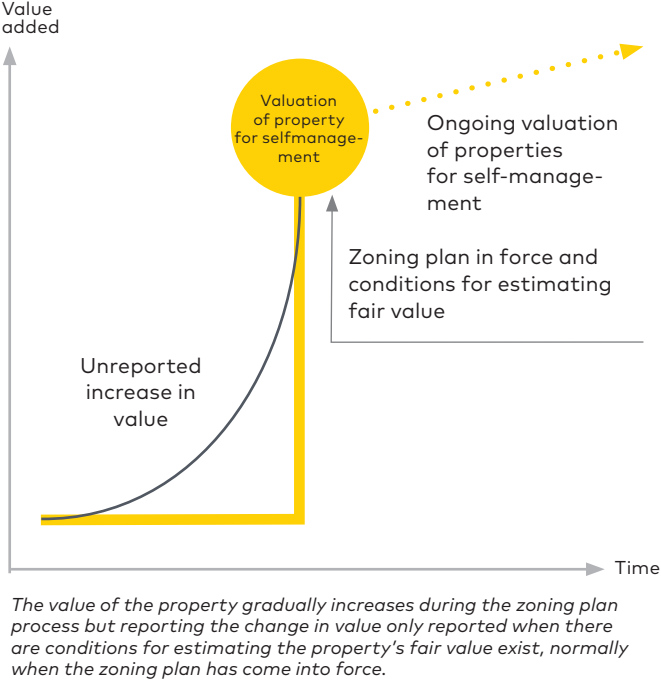 Value
added
Valuation
of property
for selfmanage-
ment
Ongoing valuation
of properties
for self-manage-
ment
Zoning plan in force and
conditions for estimating
fair value
Unreported
increase in
value
Time
The value of the property gradually increases during the zoning plan
process but reporting the change in value only reported when there
are conditions for estimating the property's fair value exist, normally
when the zoning plan has come into force.